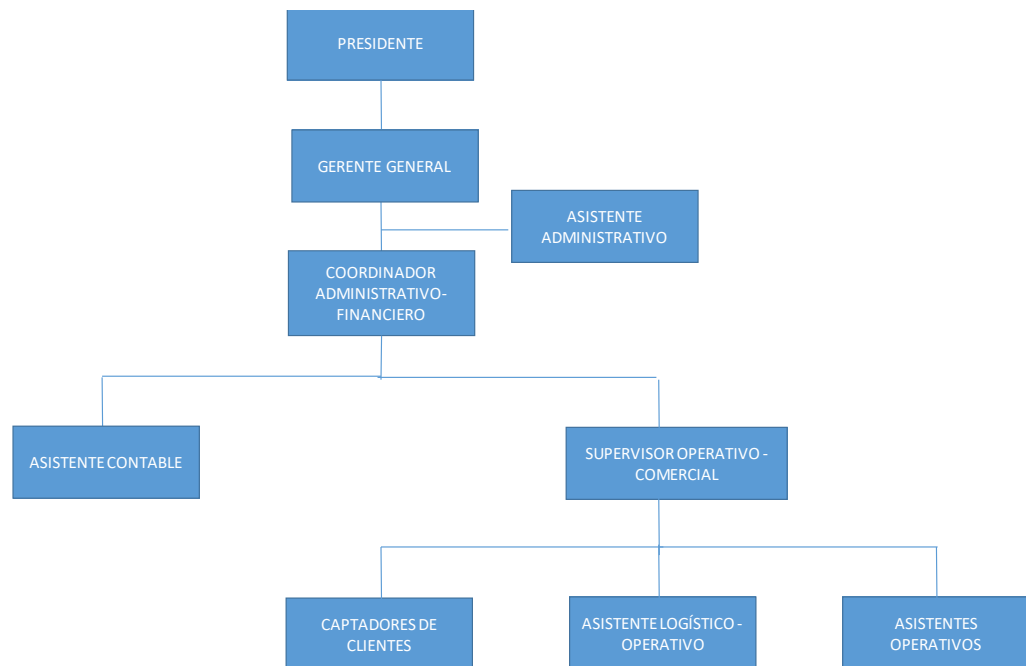 PRESIDENTE
GERENTE GENERAL
ASISTENTE
ADMINISTRATIVO
COORDINADOR
ADMINISTRATIVO-
FINANCIERO
ASISTENTE CONTABLE
SUPERVISOR OPERATIVO -
COMERCIAL
CAPTADORES DE
CLIENTES
ASISTENTE LOGÍSTICO -
OPERATIVO
ASISTENTES
OPERATIVOS